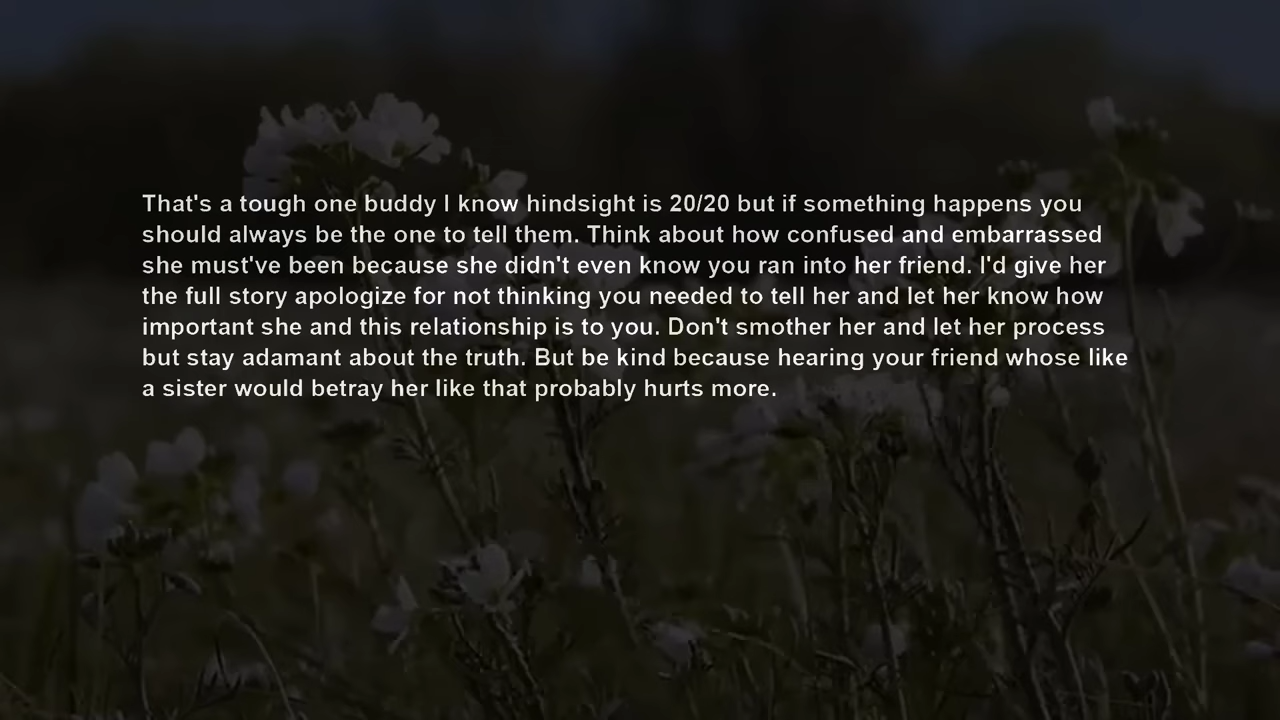 That's a tough one buddy I know hindsight is 20/20 but if something happens you
should always be the one to tell them. Think about how confused and embarrassed
she must've been because she didn't even know you ran into her friend. I'd give her
the full story apologize for not thinking you needed to tell her and let her know how
important she and this relationship is to you. Don't smother her and let her process
but stay adamant about the truth. But be kind because hearing your friend whose like
a sister would betray her like that probably hurts more.